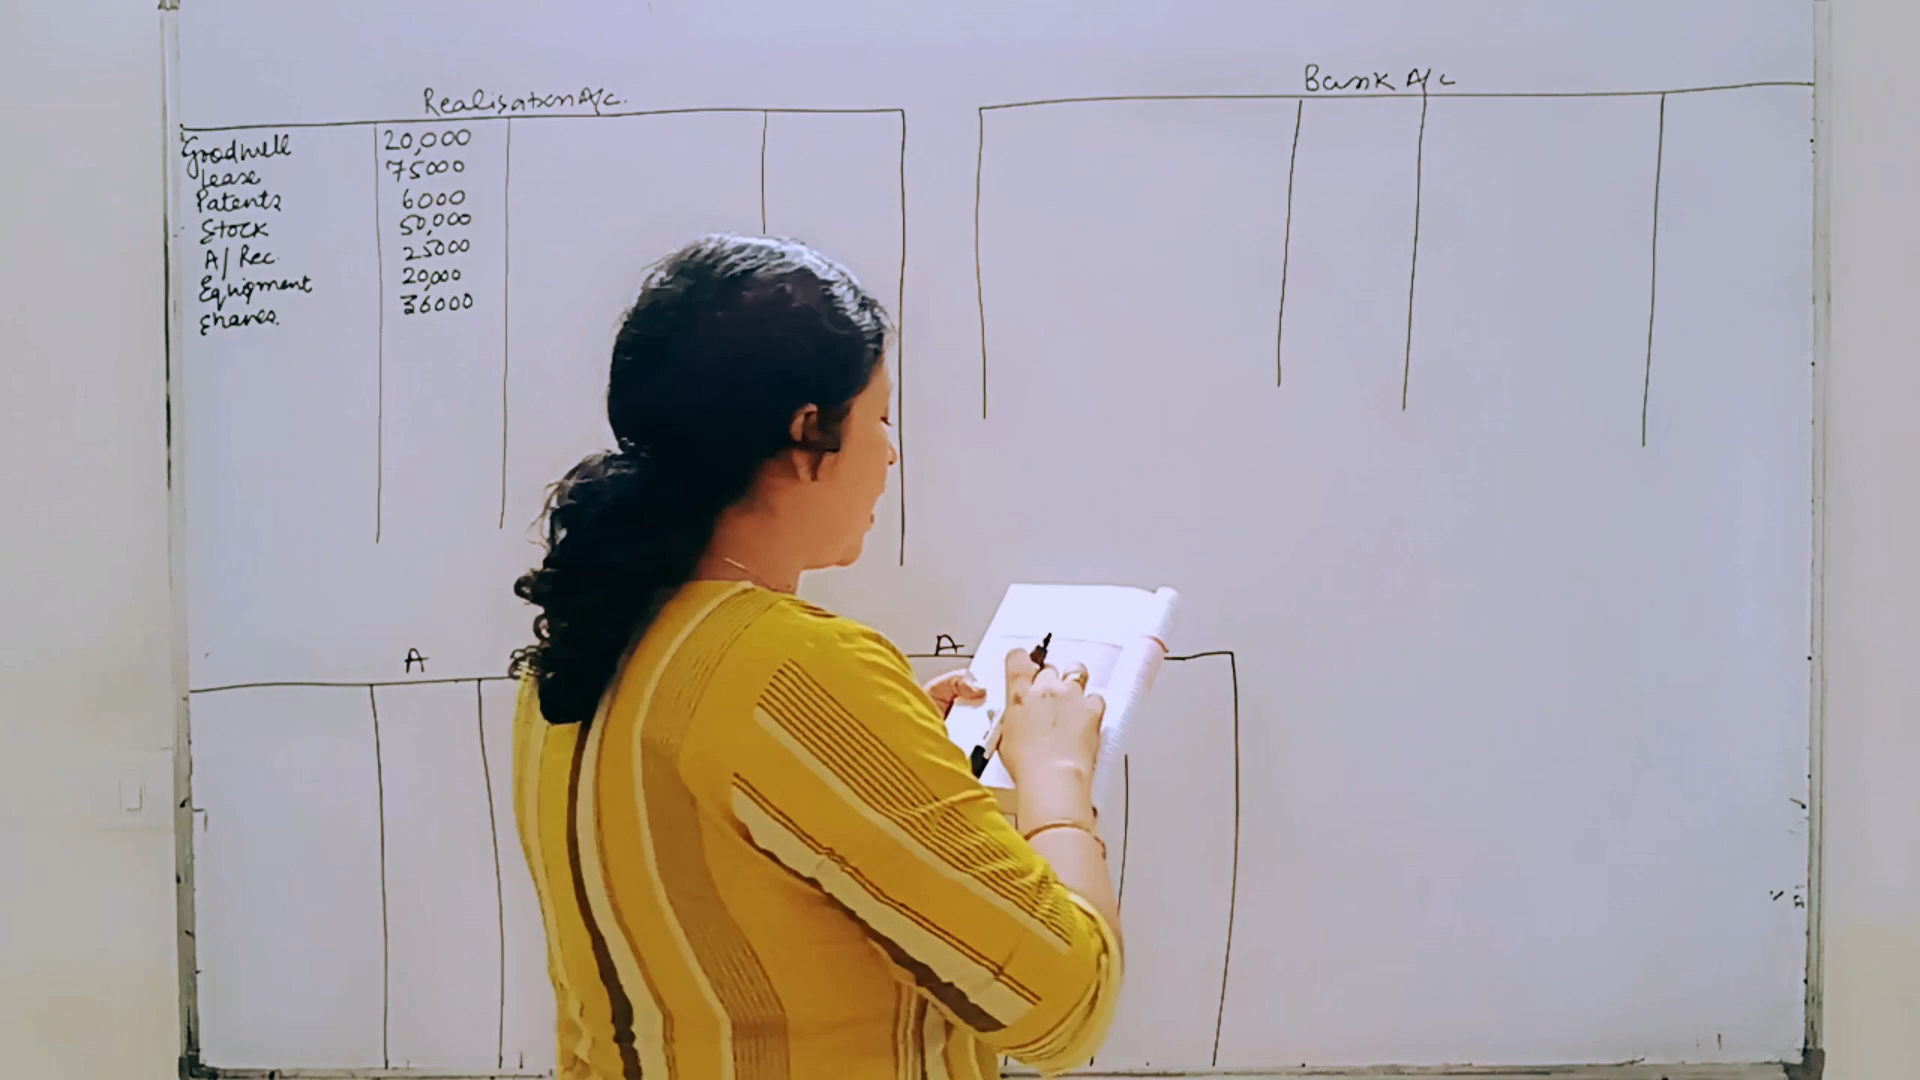 Realisation A/c.
Bank A/c
Goodwill 20,000
Lease 75000
Patents 6000
Stock 50,000
A/ Rec. 25000
Equipment 20,000
Shares. 36000
A
A